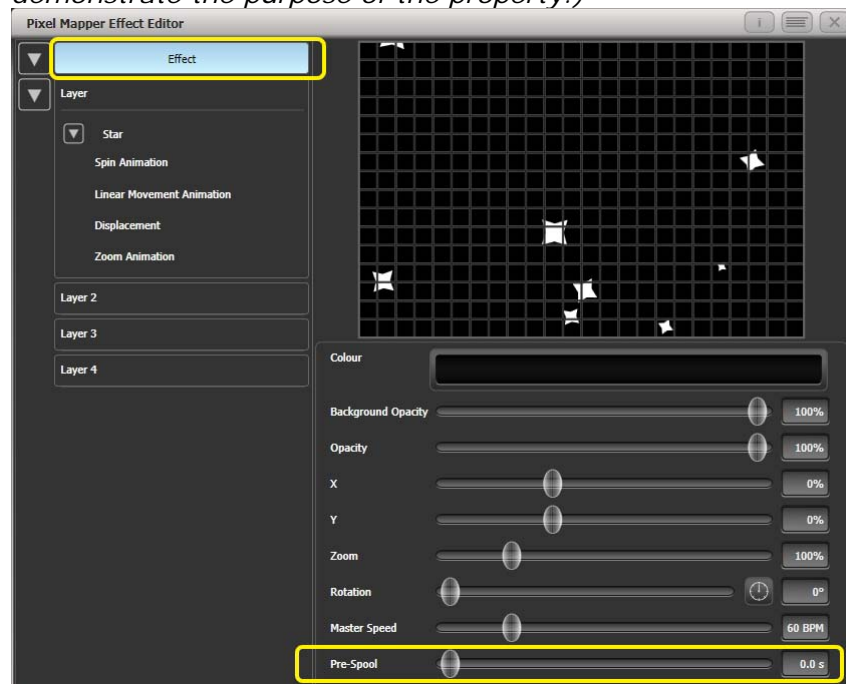 demonstrate the purpose of the property.)
Pixel Mapper Effect Editor
i
Effect
Layer
Star
Spin Animation
Linear Movement Animation
Displacement
Zoom Animation
Layer 2
Layer 3
Layer 4
Colour
Background Opacity 100%
Opacity 100%
X 0%
Y 0%
Zoom 100%
Rotation 0°
Master Speed 60 BPM
Pre-Spool 0.0 s